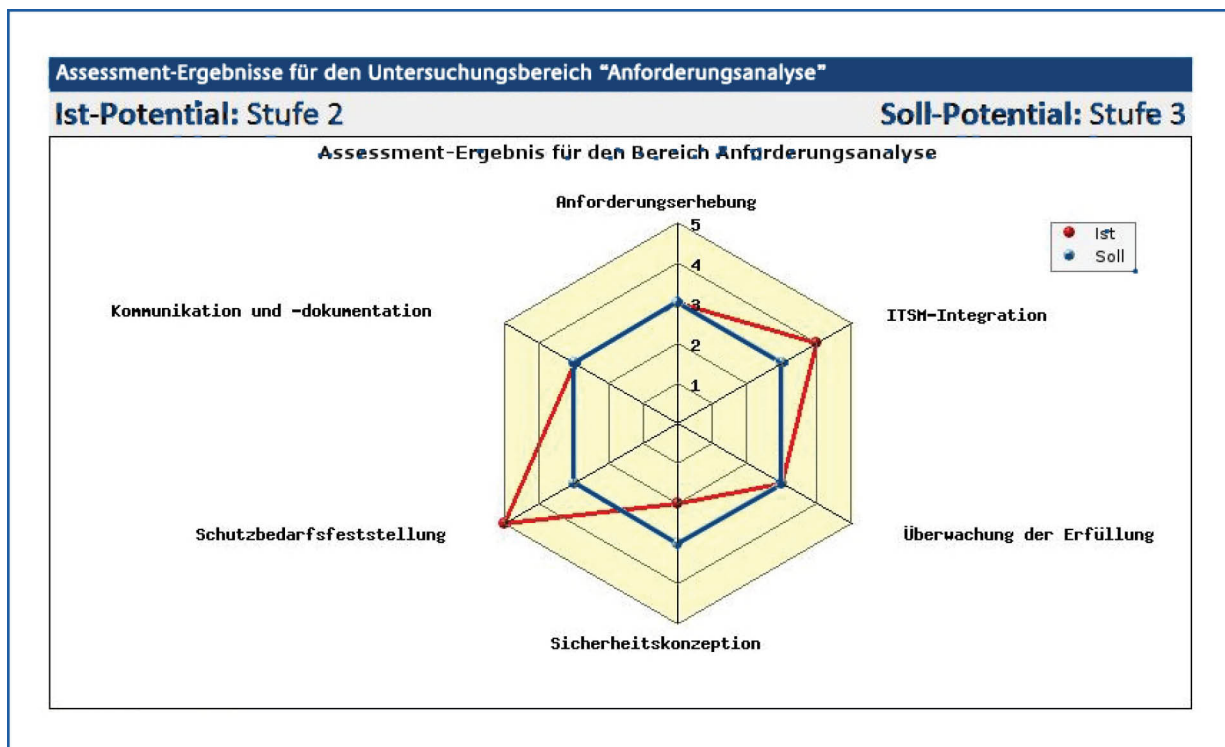 Assessment-Ergebnisse für den Untersuchungsbereich "Anforderungsanalyse"
Ist-Potential: Stufe 2
Soll-Potential: Stufe 3
Assessment-Ergebnis für den Bereich Anforderungsanalyse
Anforderungserhebung
5
4
3
2
1
Ist
Soll
Kommunikation und -dokumentation
ITSM-Integration
Schutzbedarfsfeststellung
Überwachung der Erfüllung
Sicherheitskonzeption